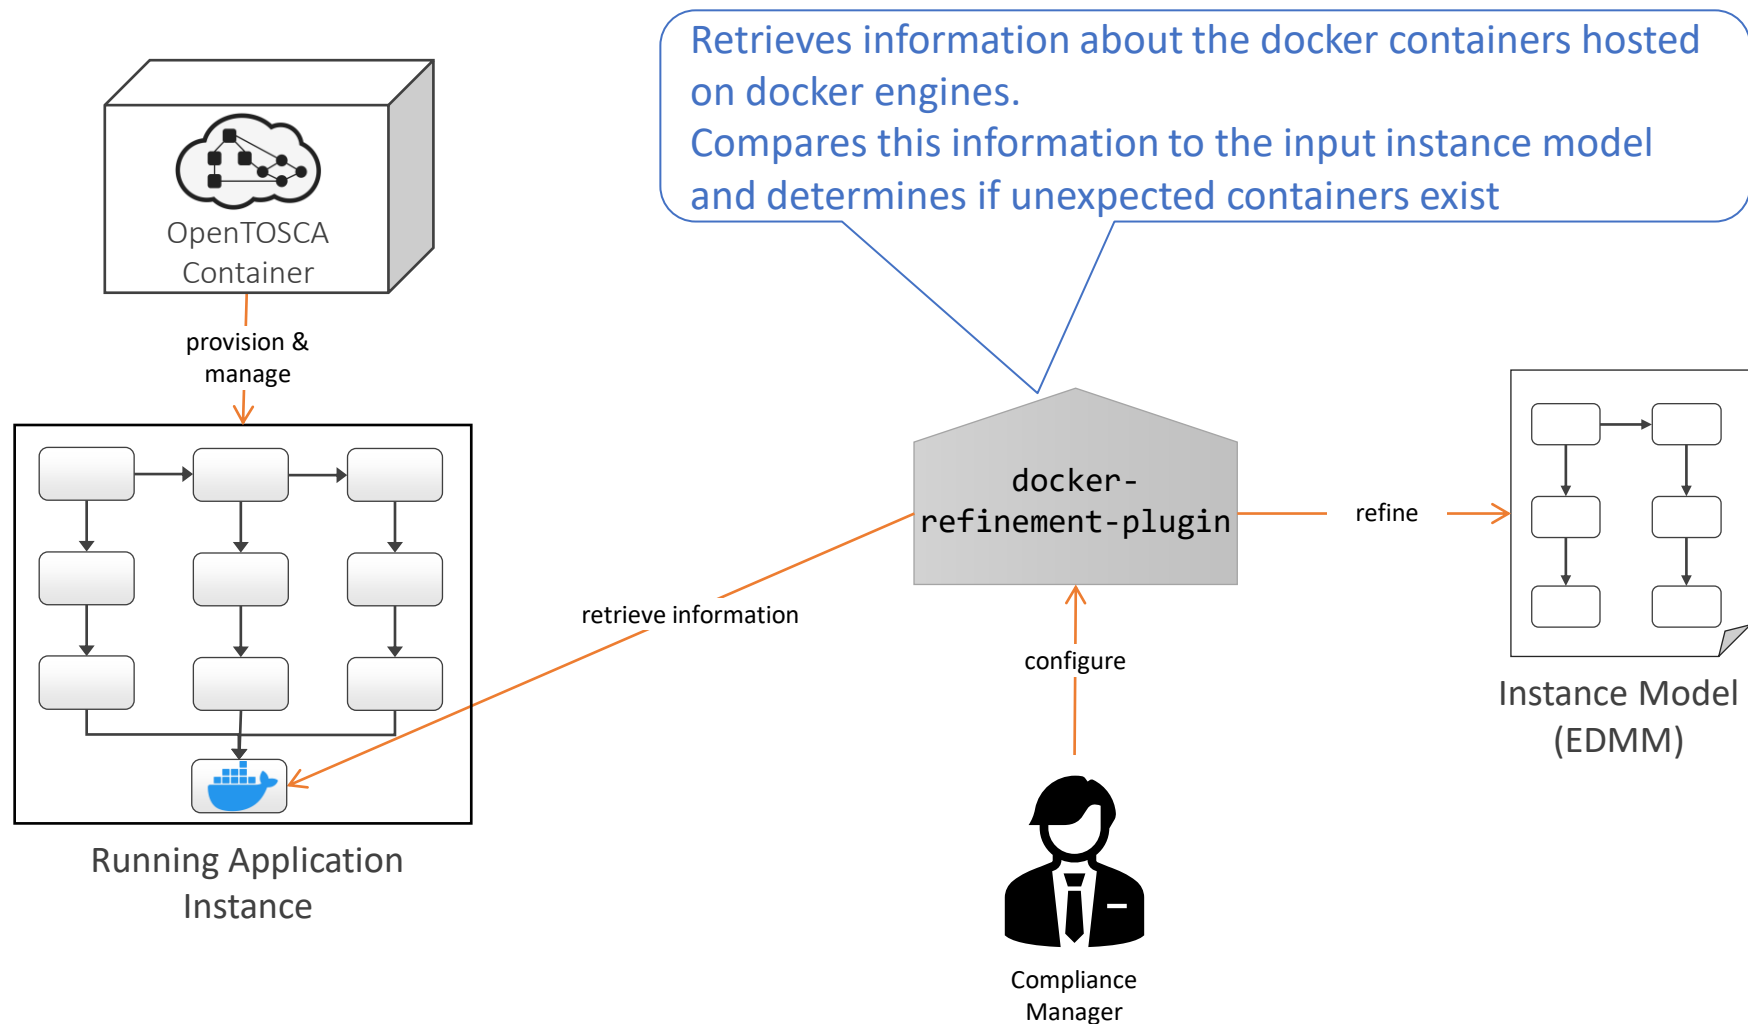 Retrieves information about the docker containers hosted
on docker engines.
Compares this information to the input instance model
and determines if unexpected containers exist
OpenTOSCA
Container
provision &
manage
docker-
refinement-plugin
refine
retrieve information
configure
Instance Model
(EDMM)
Running Application
Instance
Compliance
Manager